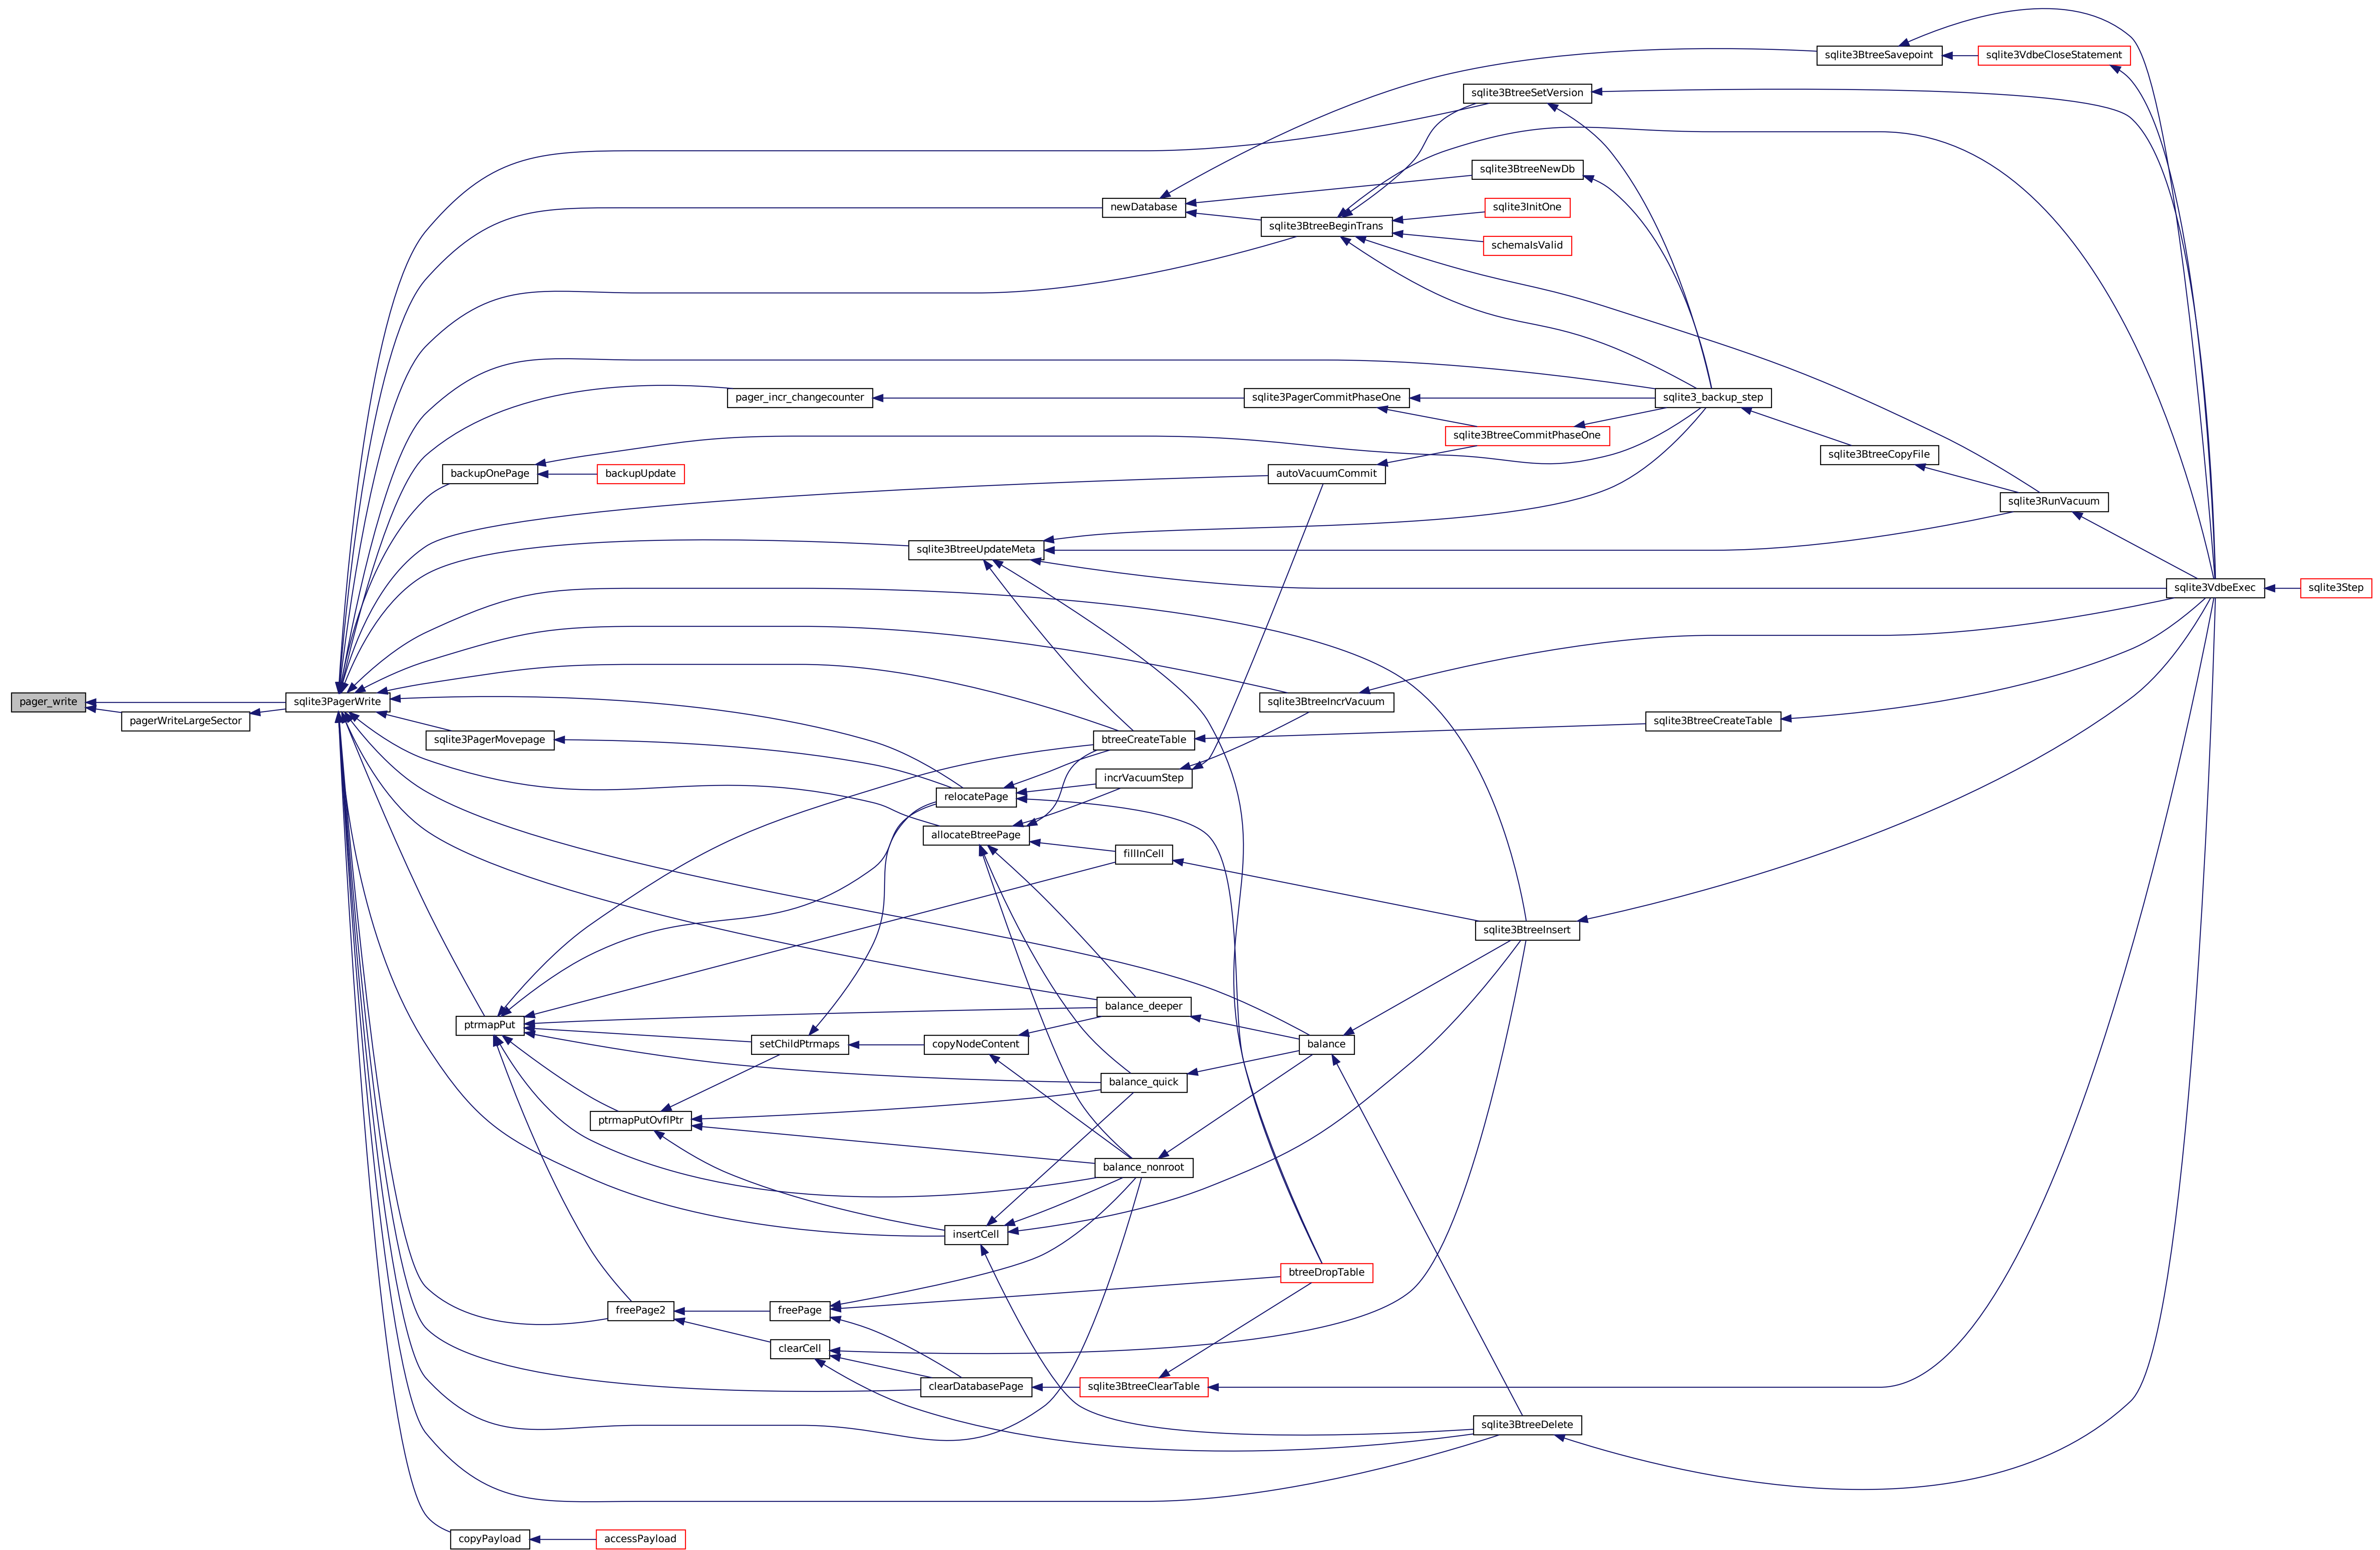 sqlite3BtreeSavepoint
sqlite3VdbeCloseStatement
sqlite3BtreeSetVersion
sqlite3BtreeNewDb
newDatabase
sqlite3InitOne
sqlite3BtreeBeginTrans
schemaIsValid
pager_incr_changecounter
sqlite3PagerCommitPhaseOne
sqlite3_backup_step
sqlite3BtreeCommitPhaseOne
sqlite3BtreeCopyFile
backupOnePage
backupUpdate
autoVacuumCommit
sqlite3RunVacuum
sqlite3BtreeUpdateMeta
sqlite3VdbeExec
sqlite3Step
pager_write
sqlite3PagerWrite
sqlite3BtreeIncrVacuum
pagerWriteLargeSector
sqlite3BtreeCreateTable
sqlite3PagerMovepage
btreeCreateTable
incrVacuumStep
relocatePage
allocateBtreePage
fillInCell
sqlite3BtreeInsert
balance_deeper
ptrmapPut
setChildPtrmaps
copyNodeContent
balance
balance_quick
ptrmapPutOvflPtr
balance_nonroot
insertCell
btreeDropTable
freePage2
freePage
clearCell
clearDatabasePage
sqlite3BtreeClearTable
sqlite3BtreeDelete
copyPayload
accessPayload